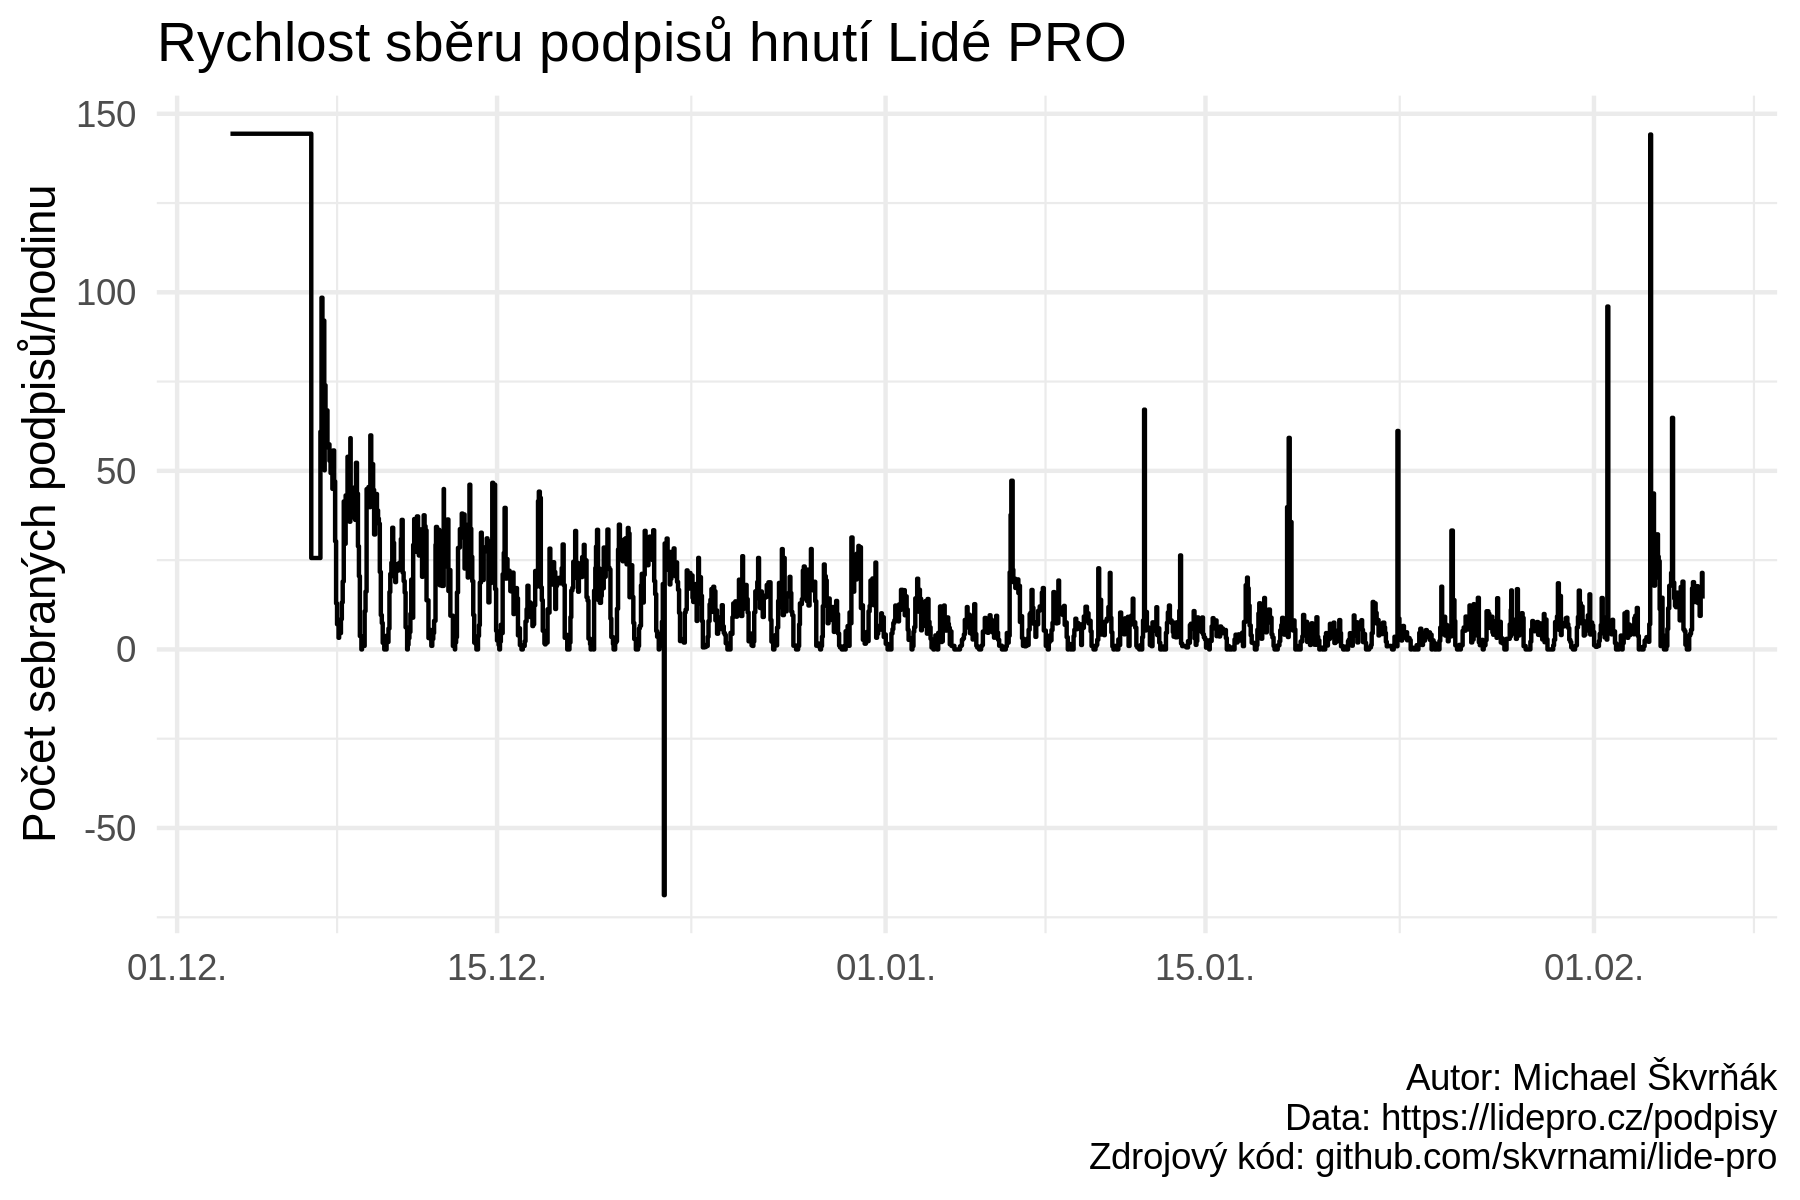 Rychlost sběru podpisů hnutí Lidé PRO
Počet sebraných podpisů/hodinu
150
100
50
0
-50
01.12.
15.12.
01.01.
15.01.
01.02.
Autor: Michael Škvrňák
Data: https://lidepro.cz/podpisy
Zdrojový kód: github.com/skvrnami/lide-pro